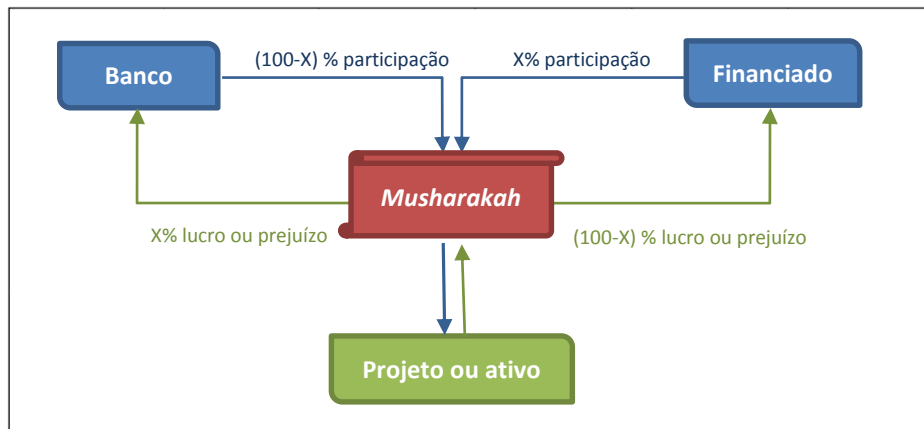 Banco
(100-X) % participação
X% participação
Financiado
Musharakah
X% lucro ou prejuízo
(100-X) % lucro ou prejuízo
Projeto ou ativo